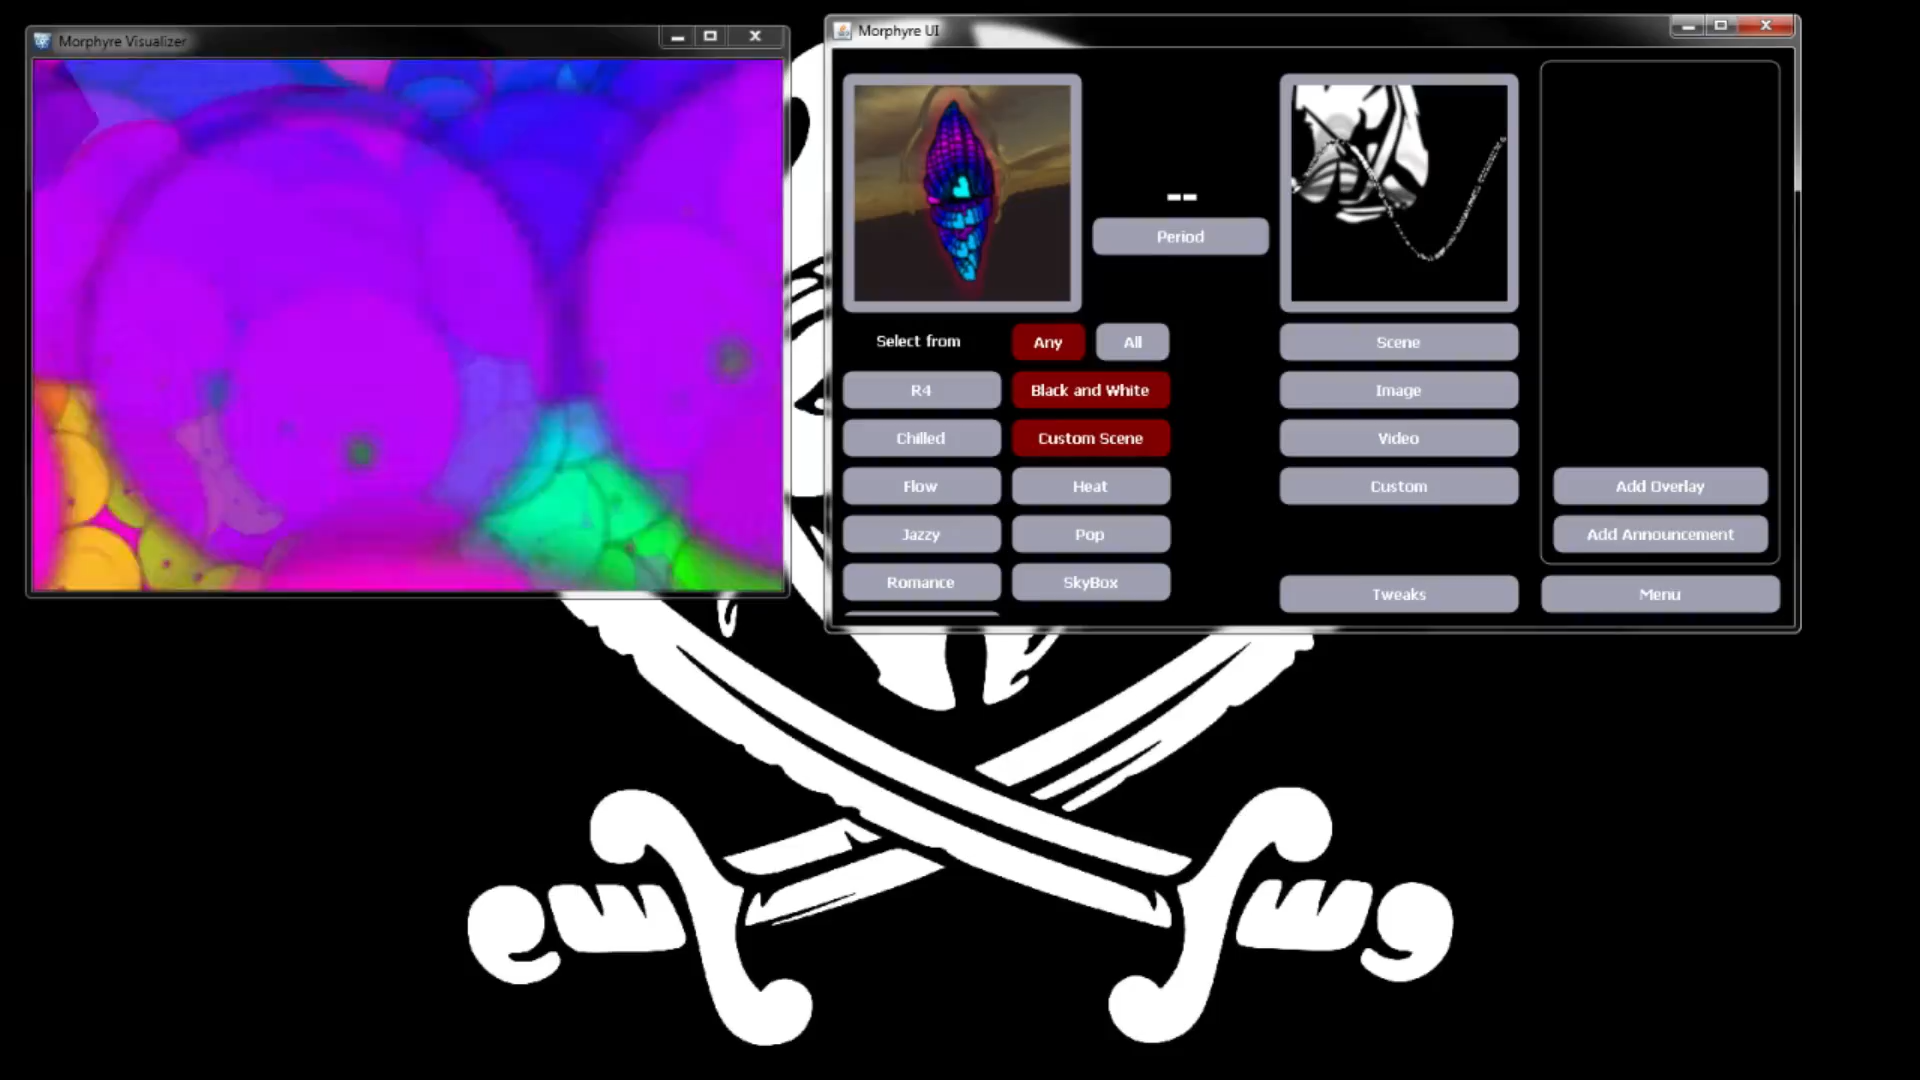 Morphyre Visualizer
Morphyre UI
--
Period
Select from
Any
All
R4
Black and White
Chilled
Custom Scene
Flow
Heat
Jazzy
Pop
Romance
SkyBox
Scene
Image
Video
Custom
Tweaks
Add Overlay
Add Announcement
Menu